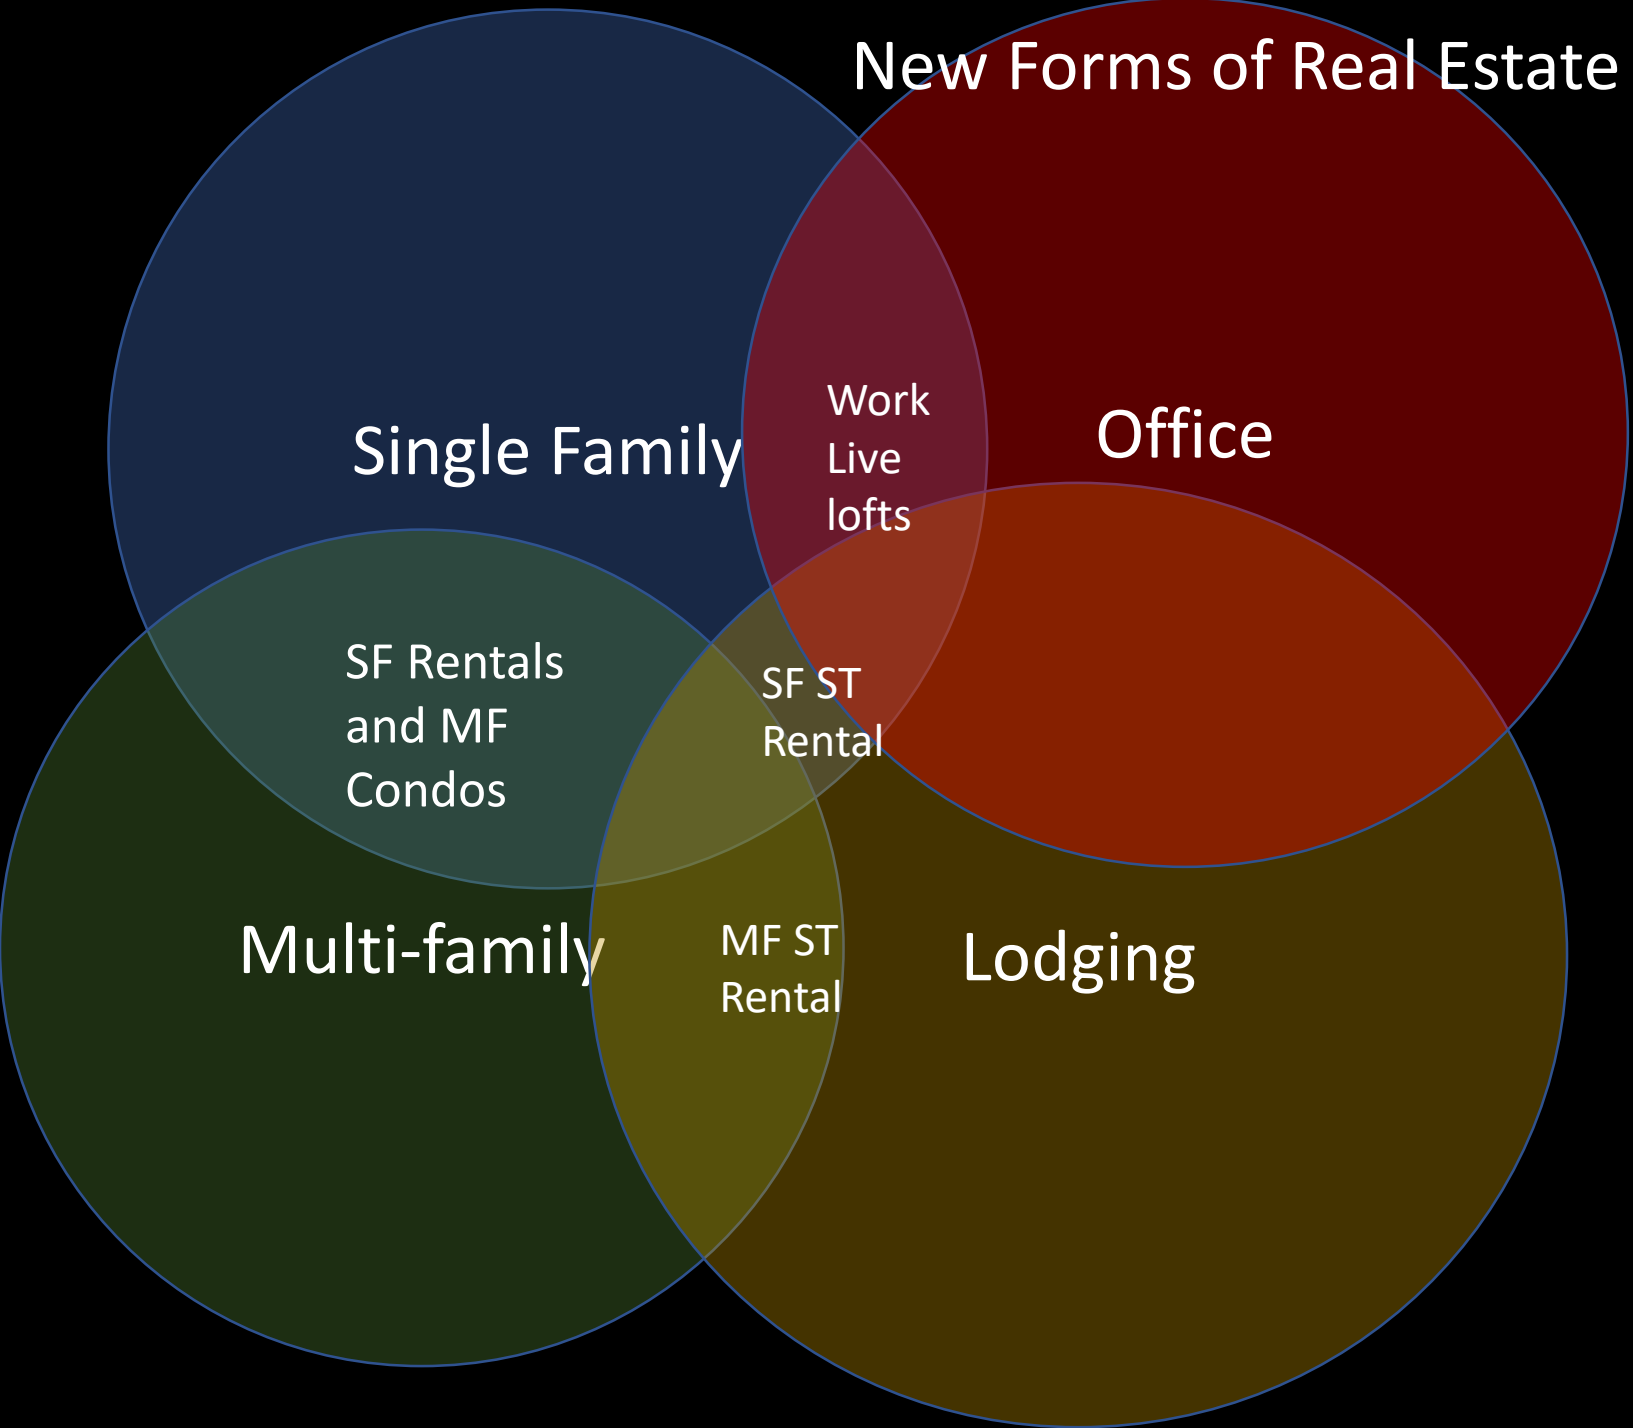 New Forms of Real Estate
Single Family
Work
Live
lofts
Office
SF Rentals
and MF
Condos
SF ST
Rental
Multi-family
MF ST
Rental
Lodging